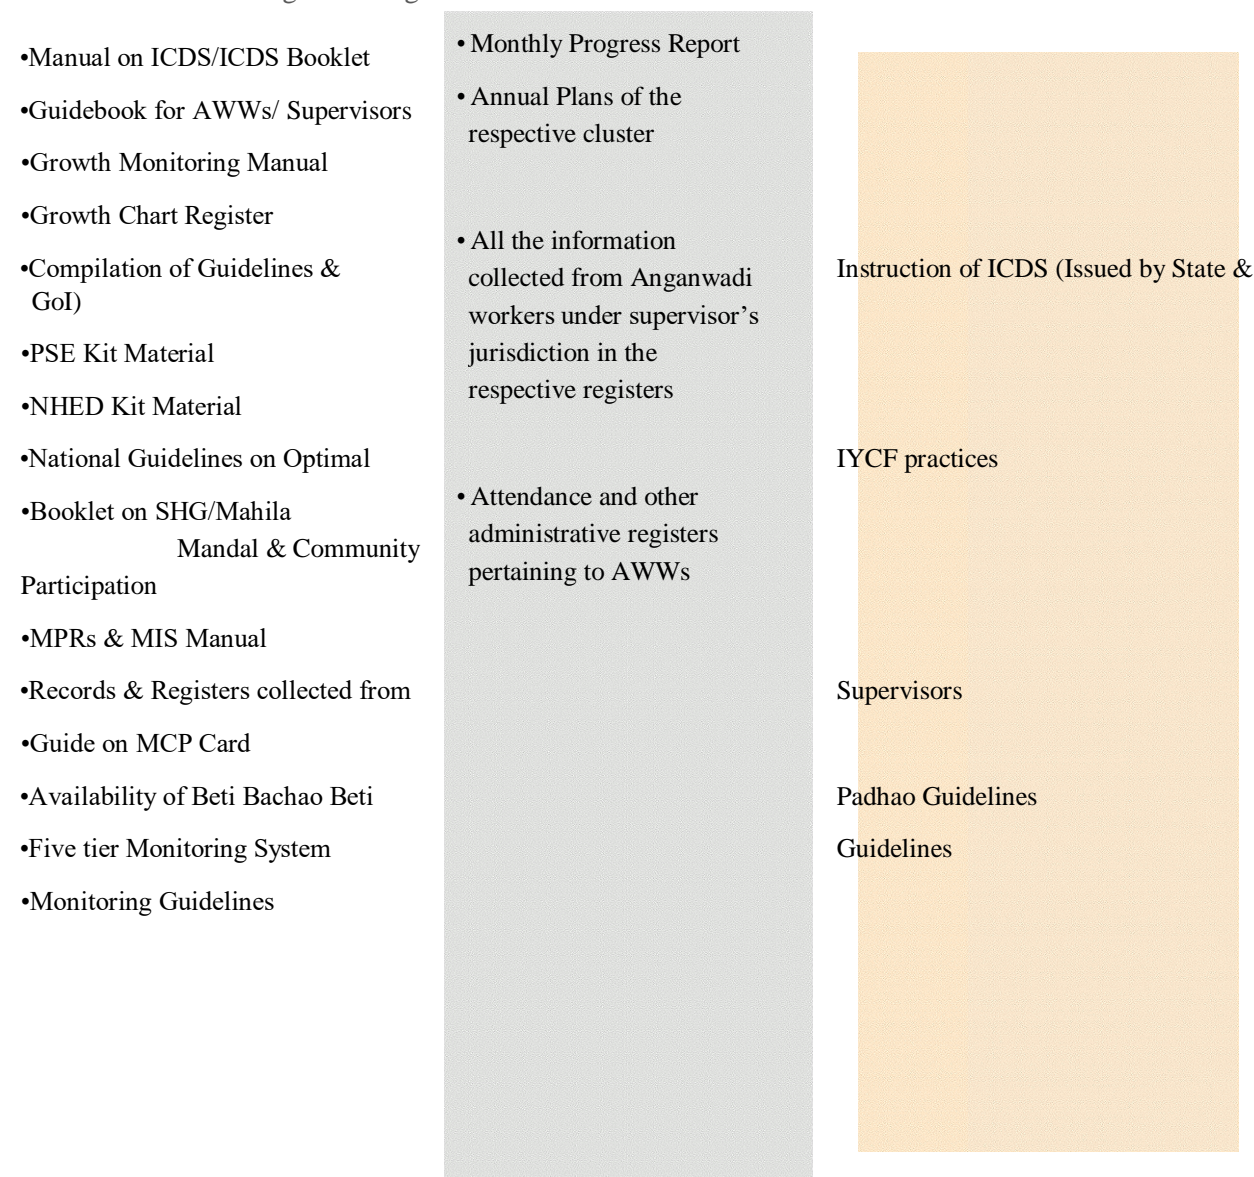 •Manual on ICDS/ICDS Booklet
•Guidebook for AWWs/ Supervisors
•Growth Monitoring Manual
•Growth Chart Register
•Compilation of Guidelines & Instruction of ICDS (Issued by State &
GoI)
•PSE Kit Material
•NHED Kit Material
•National Guidelines on Optimal IYCF practices
•Booklet on SHG/Mahila
Mandal & Community
Participation
•MPRs & MIS Manual
•Records & Registers collected from Supervisors
•Guide on MCP Card
•Availability of Beti Bachao Beti Padhao Guidelines
•Five tier Monitoring System Guidelines
•Monitoring Guidelines
• Monthly Progress Report
• Annual Plans of the
respective cluster
• All the information
collected from Anganwadi
workers under supervisor’s
jurisdiction in the
respective registers
• Attendance and other
administrative registers
pertaining to AWWs